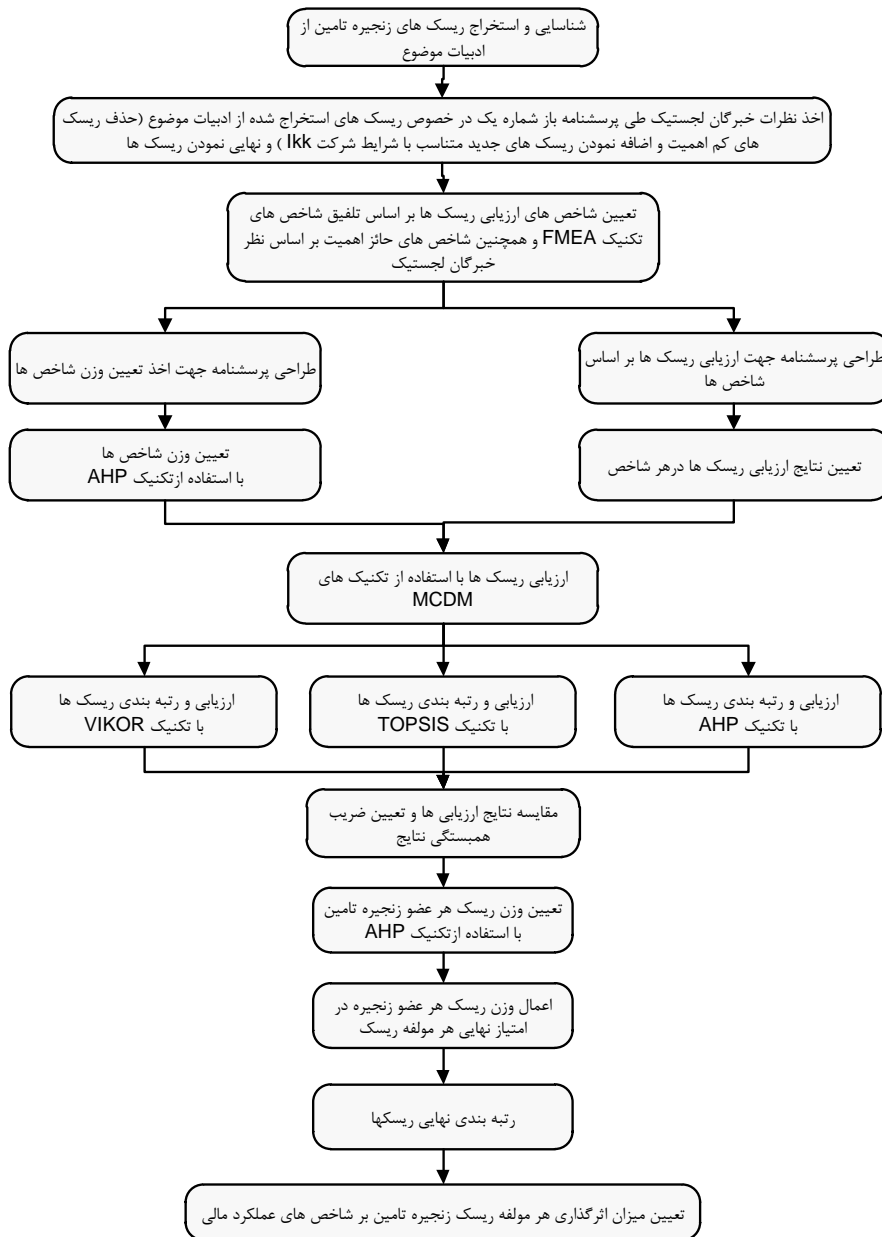 شناسایی و استخراج ریسک های زنجیره تامین از
ادبیات موضوع
اخذ نظرات خبرگان لجستیک طی پرسشنامه باز شماره یک در خصوص ریسک های استخراج شده از ادبیات موضوع (حذف ریسک
های کم اهمیت و اضافه نمودن ریسک های جدید متناسب با شرایط شرکت Ikk ) و نهایی نمودن ریسک ها
تعیین شاخص های ارزیابی ریسک ها بر اساس تلفیق شاخص های
تکنیک FMEA و همچنین شاخص های حائز اهمیت بر اساس نظر
خبرگان لجستیک
طراحی پرسشنامه جهت ارزیابی ریسک ها بر اساس
شاخص ها
طراحی پرسشنامه جهت اخذ تعیین وزن شاخص ها
تعیین نتایج ارزیابی ریسک ها درهر شاخص
تعیین وزن شاخص ها
با استفاده ازتکنیک AHP
ارزیابی ریسک ها با استفاده از تکنیک های
MCDM
ارزیابی و رتبه بندی ریسک ها
با تکنیک AHP
ارزیابی و رتبه بندی ریسک ها
با تکنیک TOPSIS
ارزیابی و رتبه بندی ریسک ها
با تکنیک VIKOR
مقایسه نتایج ارزیابی ها و تعیین ضریب
همبستگی نتایج
تعیین وزن ریسک هر عضو زنجیره تامین
با استفاده ازتکنیک AHP
اعمال وزن ریسک هر عضو زنجیره در
امتیاز نهایی هر مولفه ریسک
رتبه بندی نهایی ریسکها
تعیین میزان اثرگذاری هر مولفه ریسک زنجیره تامین بر شاخص های عملکرد مالی